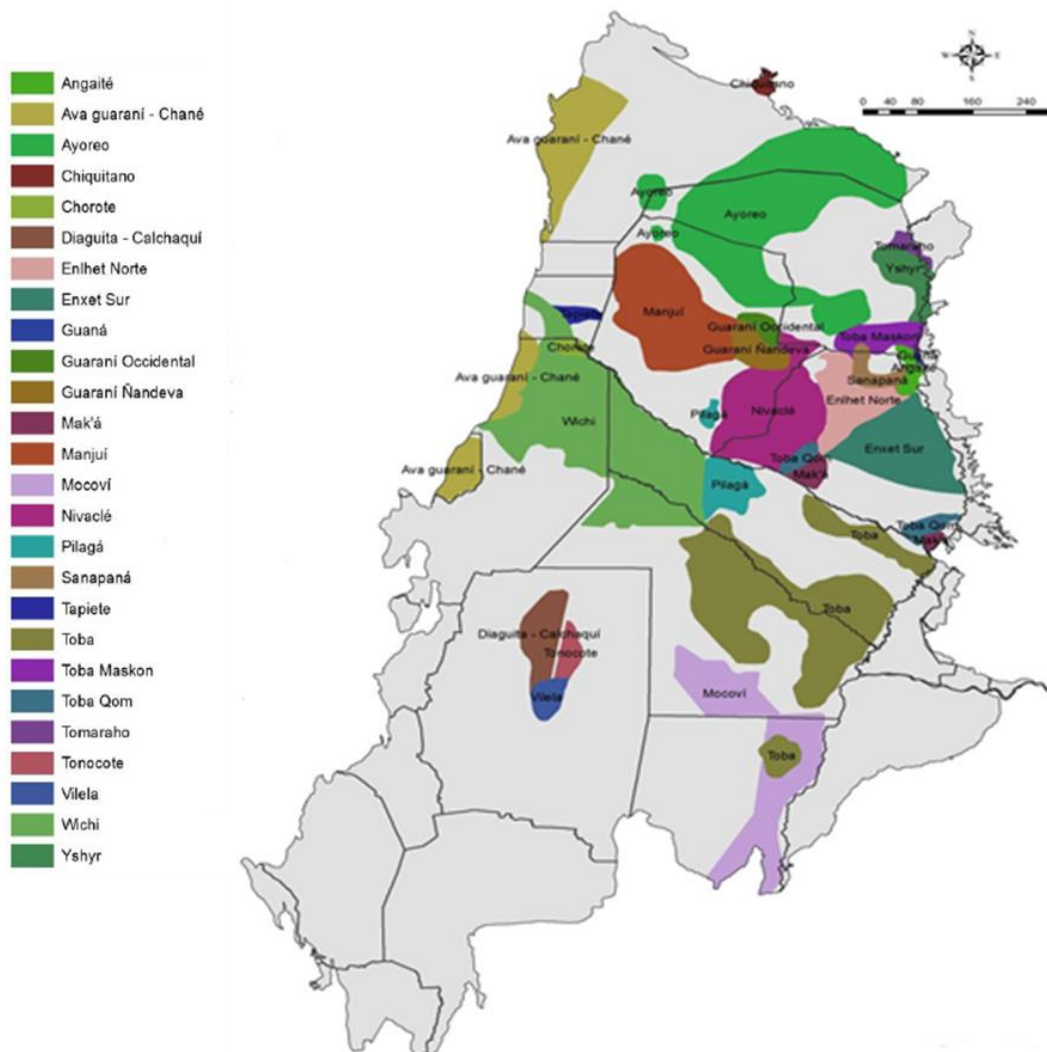 Angaité
Ava guaraní - Chané
Ayoreo
Chiquitano
Chorote
Diaguita - Calchaquí
Enlhet Norte
Enxet Sur
Guaná
Guaraní Occidental
Guaraní Ñandeva
Mak'á
Manjuí
Mocoví
Nivaclé
Pilagá
Sanapaná
Tapiete
Toba
Toba Maskon
Toba Qom
Tomaraho
Tonocote
Vilela
Wichi
Yshyr
N
W E
S
0 40 80 160 240
Chiquitano
Ava guaraní - Chané
Ayoreo
Ayoreo
Ayoreo
Tomaraho
Yshyr
Manjuí
Tapiete
Guaraní Occidental
Toba Maskon
Chorote
Guaraní Ñandeva
Guaná
Angaité
Sanapaná
Ava guaraní - Chané
Enlhet Norte
Nivaclé
Pilagá
Wichi
Enxet Sur
Toba Qom
Ava guaraní - Chané
Mak'á
Pilagá
Toba Qom
Toba
Mak'á
Toba
Diaguita - Calchaquí
Tonocote
Mocoví
Vilela
Toba